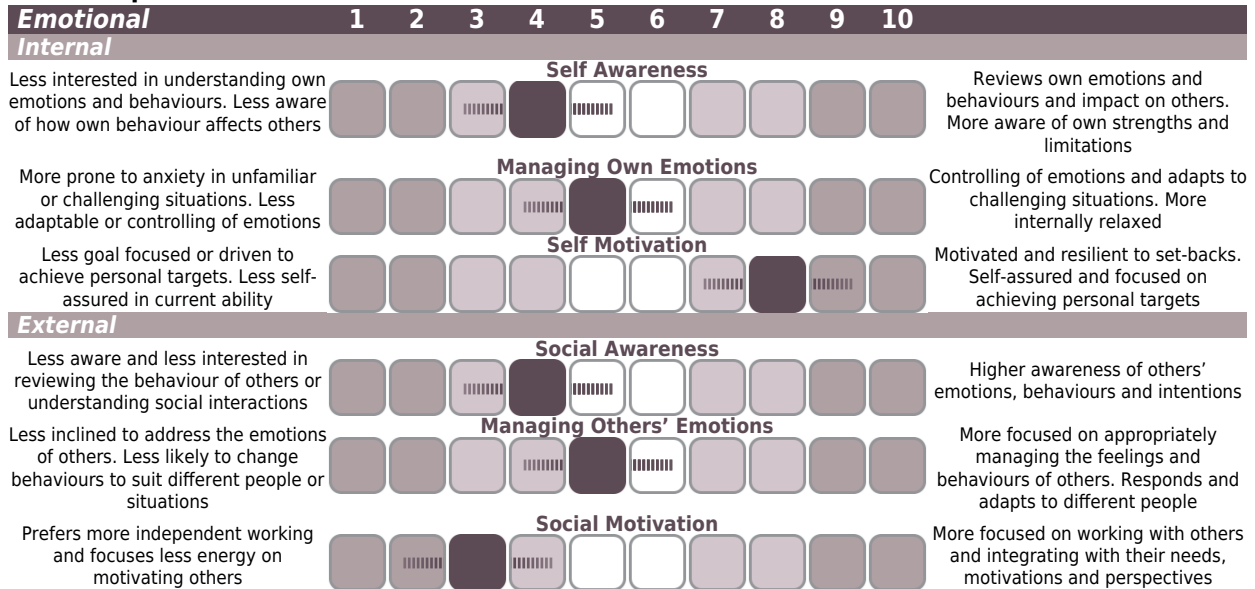 Emotional 1 2 3 4 5 6 7 8 9 10
Internal
Self Awareness
Less interested in understanding own
emotions and behaviours. Less aware
of how own behaviour affects others
Reviews own emotions and
behaviours and impact on others.
More aware of own strengths and
limitations
Managing Own Emotions
More prone to anxiety in unfamiliar
or challenging situations. Less
adaptable or controlling of emotions
Controlling of emotions and adapts to
challenging situations. More
internally relaxed
Self Motivation
Less goal focused or driven to
achieve personal targets. Less self-
assured in current ability
Motivated and resilient to set-backs.
Self-assured and focused on
achieving personal targets
External
Social Awareness
Less aware and less interested in
reviewing the behaviour of others or
understanding social interactions
Higher awareness of others’
emotions, behaviours and intentions
Managing Others’ Emotions
Less inclined to address the emotions
of others. Less likely to change
behaviours to suit different people or
situations
More focused on appropriately
managing the feelings and
behaviours of others. Responds and
adapts to different people
Social Motivation
Prefers more independent working
and focuses less energy on
motivating others
More focused on working with others
and integrating with their needs,
motivations and perspectives